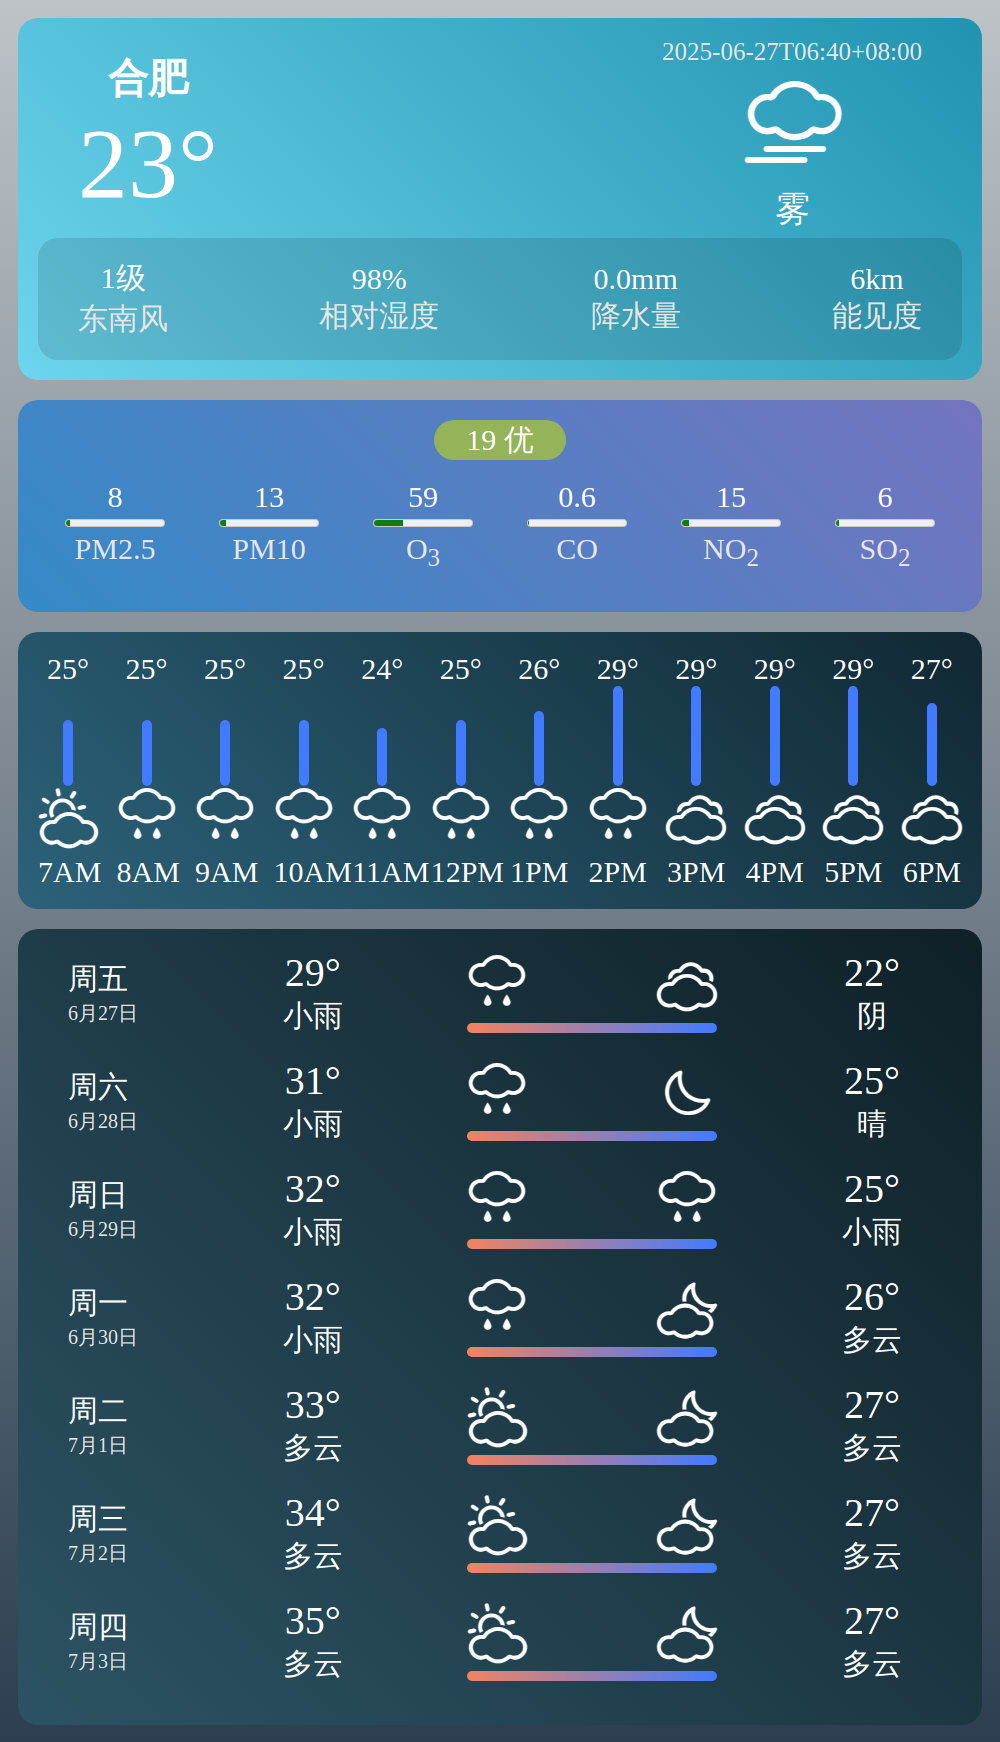 合肥
2025-06-27T06:40+08:00
23°
雾
1级 98% 0.0mm 6km
东南风 相对湿度 降水量 能见度
19 优
8 13 59 0.6 15 6
PM2.5 PM10 O3 CO NO2 SO2
25° 25° 25° 25° 24° 25° 26° 29° 29° 29° 29° 27°
7AM 8AM 9AM 10AM 11AM 12PM 1PM 2PM 3PM 4PM 5PM 6PM
周五 29° 22°
6月27日 小雨 阴
周六 31° 25°
6月28日 小雨 晴
周日 32° 25°
6月29日 小雨 小雨
周一 32° 26°
6月30日 小雨 多云
周二 33° 27°
7月1日 多云 多云
周三 34° 27°
7月2日 多云 多云
周四 35° 27°
7月3日 多云 多云